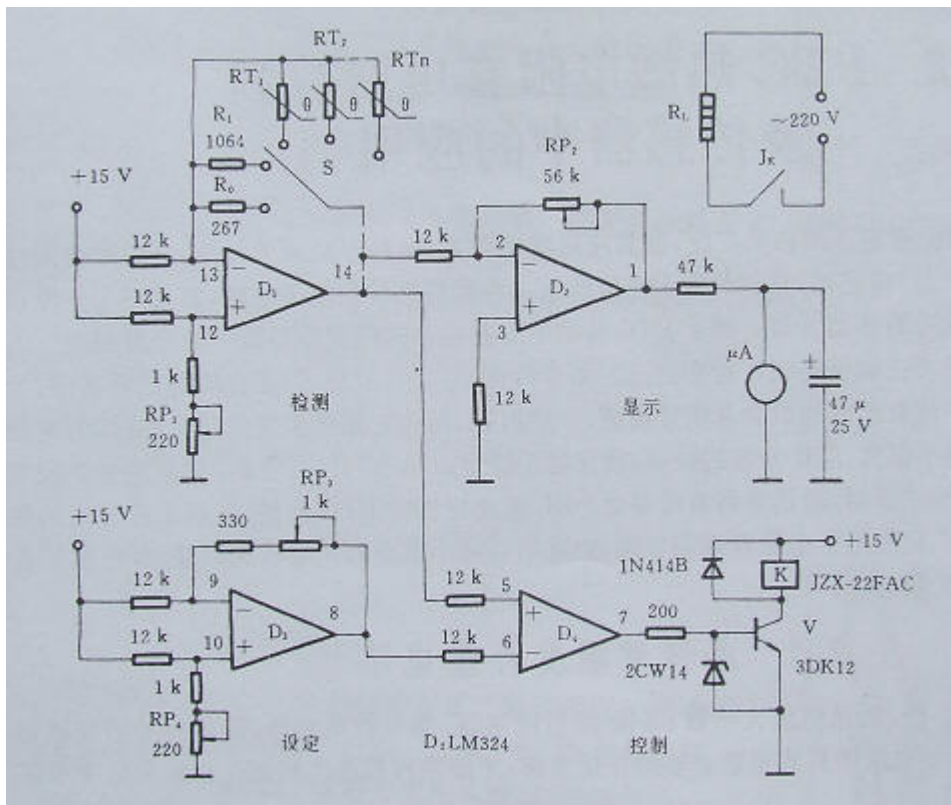 RT₂
RT₁
RTn
θ
θ
θ
R₁
1064
S
R₀
267
+15 V
12 k
13
−
D₁
14
12 k
12
+
1 k
RP₂
220
检测
12 k
2
−
RP₂
56 k
D₂
1
3
+
47 k
12 k
显示
μA
+
47 μ
25 V
R_L
~220 V
J_K
+15 V
330
RP₃
1 k
12 k
9
−
D₃
8
12 k
10
+
1 k
RP₄
220
设定
12 k
5
+
D₄
7
12 k
6
−
200
D:LM324
控制
1N414B
K
+15 V
JZX-22FAC
V
2CW14
3DK12